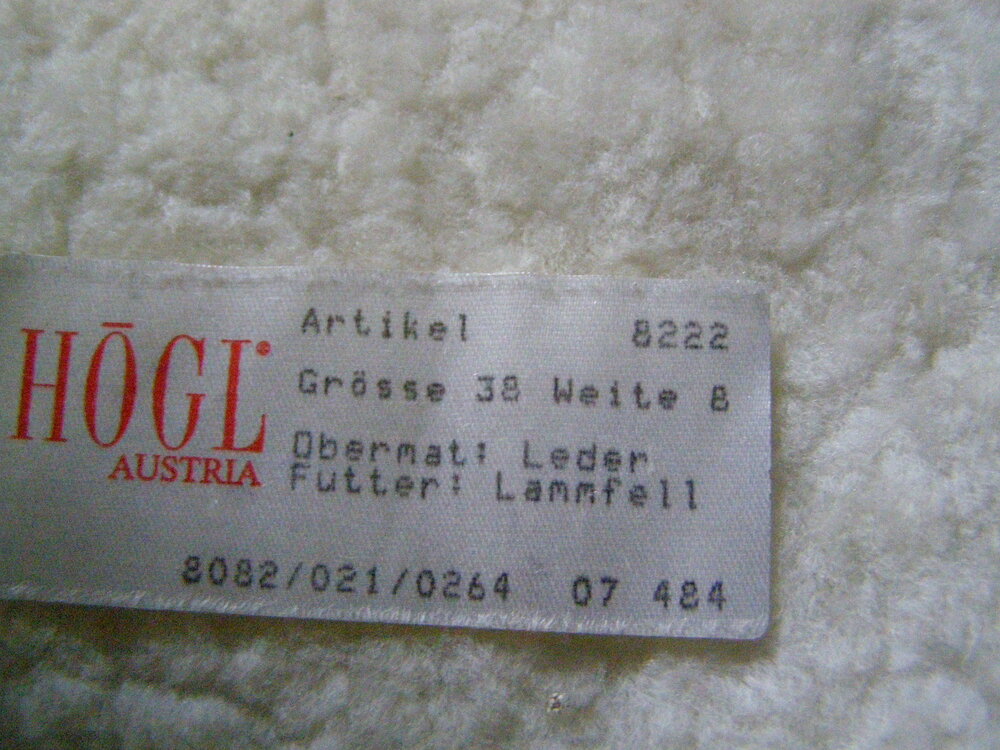 HŌGL
AUSTRIA
Artikel 8222
Grösse 38 Weite 8
Obermat: Leder
Futter: Lammfell
8082/021/0264 07 484